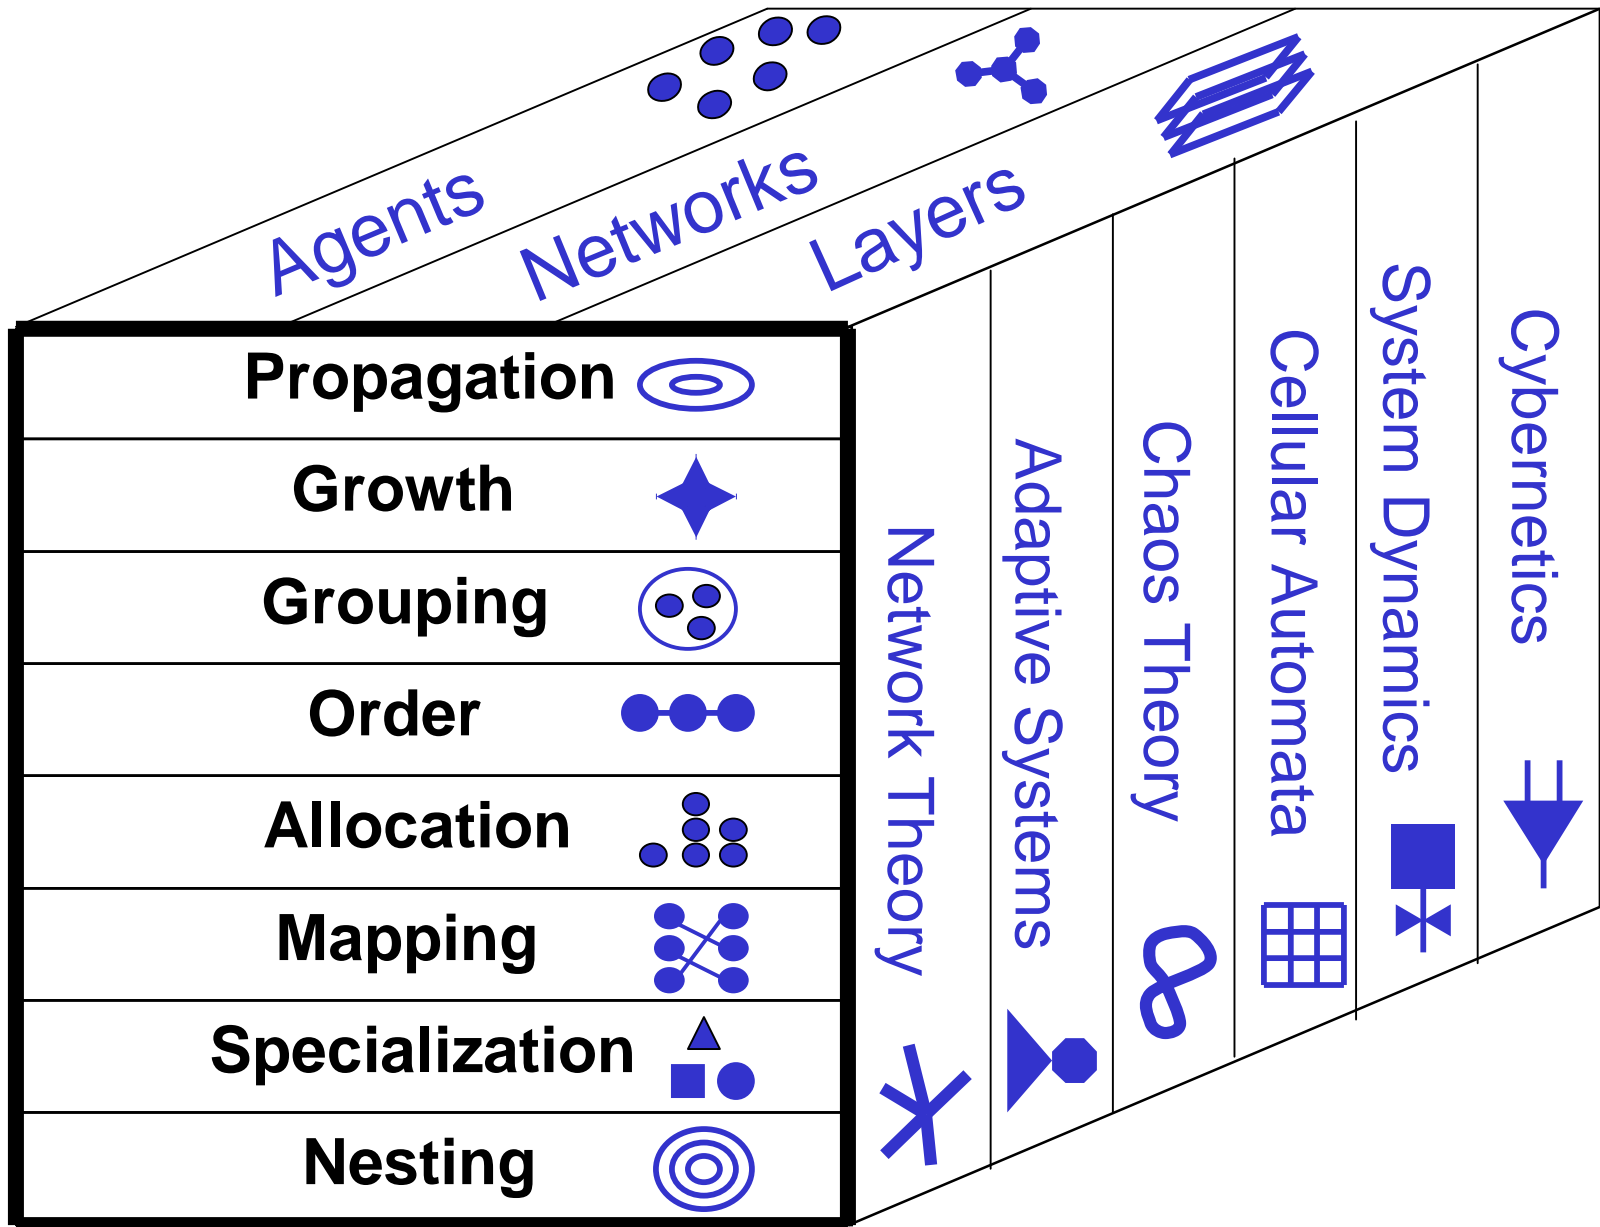 Agents
Networks
Layers
Propagation
Growth
Grouping
Order
Allocation
Mapping
Specialization
Nesting
Network Theory
Adaptive Systems
Chaos Theory
Cellular Automata
System Dynamics
Cybernetics